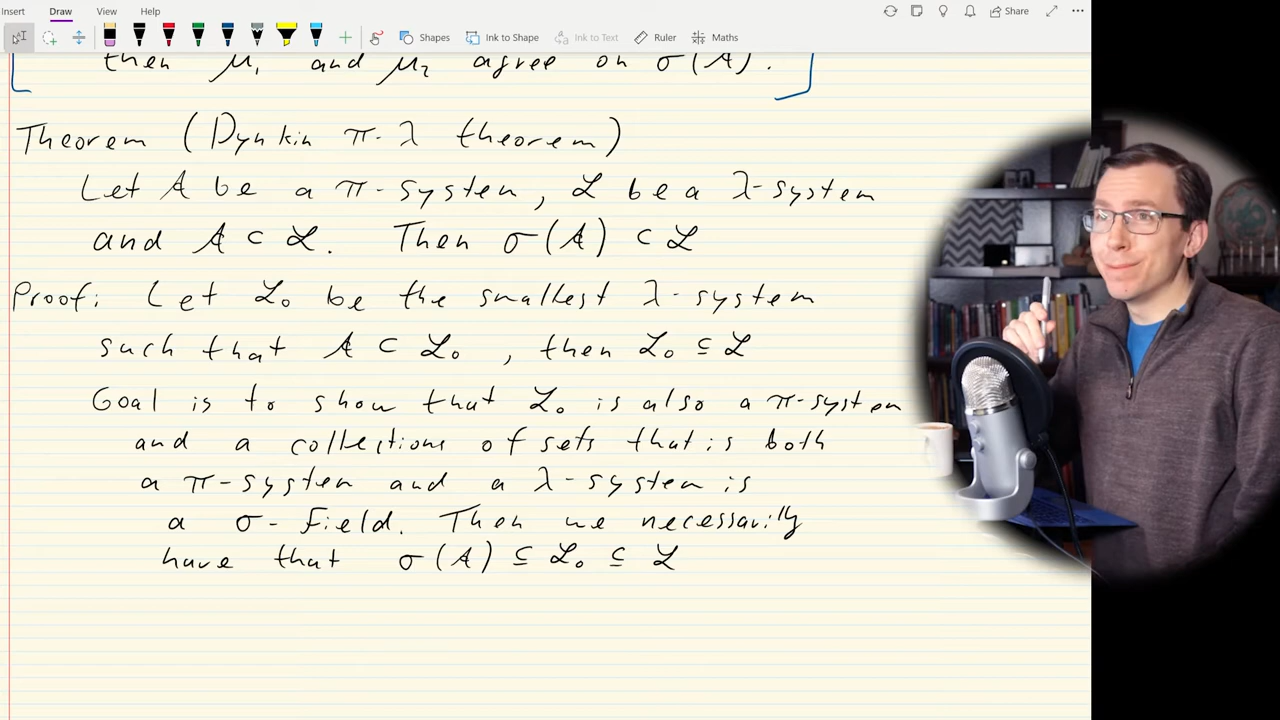 Insert Draw View Help Share
Shapes Ink to Shape Ink to Text Ruler Maths
then μ₁ and μ₂ agree on σ(A).
Theorem (Dynkin π-λ theorem)
Let A be a π-system, L be a λ-system
and A ⊂ L. Then σ(A) ⊂ L
Proof: Let L₀ be the smallest λ-system
such that A ⊂ L₀, then L₀ ⊆ L
Goal is to show that L₀ is also a π-system
and a collections of sets that is both
a π-system and a λ-system is
a σ-field. Then we necessarily
have that σ(A) ⊆ L₀ ⊆ L